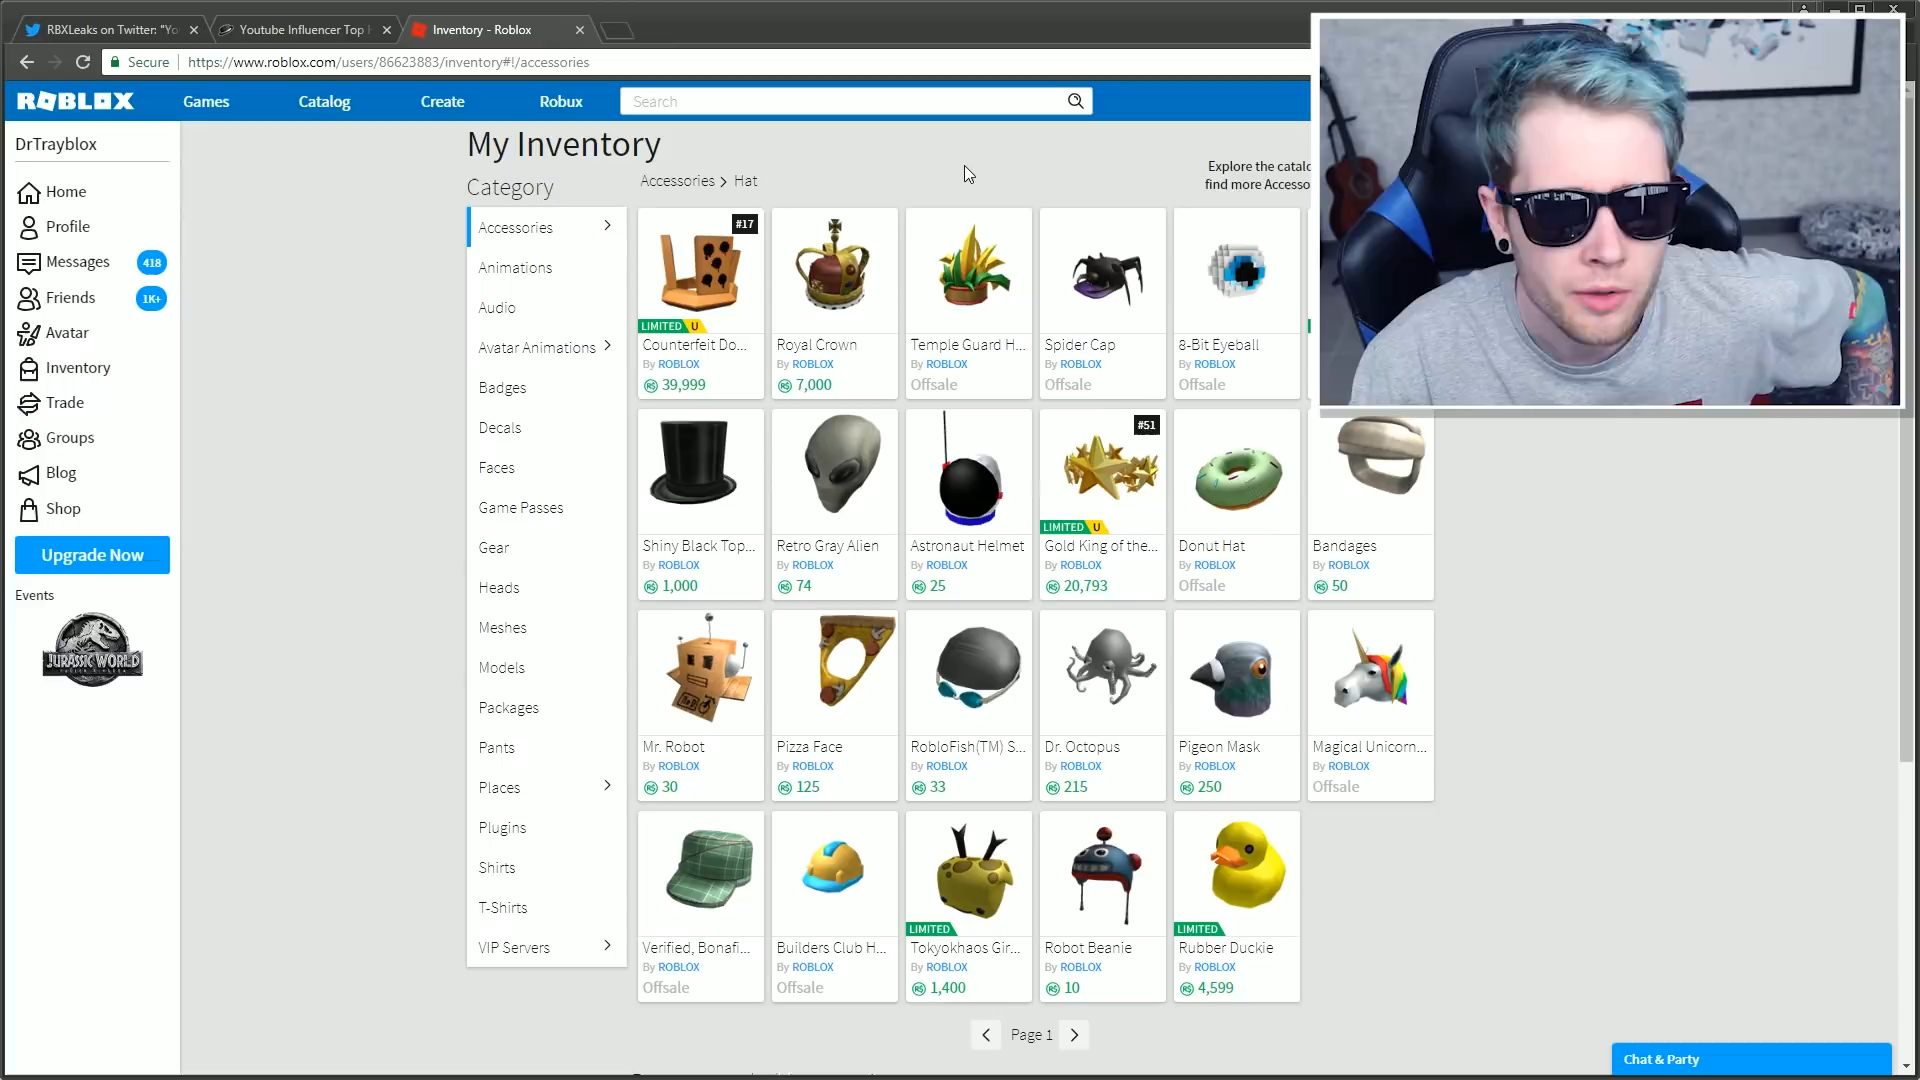 RBXLeaks on Twitter: "Yo
Youtube Influencer Top
Inventory - Roblox
Secure
https://www.roblox.com/users/86623883/inventory#!/accessories
ROBLOX
Games
Catalog
Create
Robux
Search
DrTrayblox
Home
Profile
Messages 418
Friends 1K+
Avatar
Inventory
Trade
Groups
Blog
Shop
Upgrade Now
Events
JURASSIC WORLD
My Inventory
Category
Accessories
Animations
Audio
Avatar Animations
Badges
Decals
Faces
Game Passes
Gear
Heads
Meshes
Models
Packages
Pants
Places
Plugins
Shirts
T-Shirts
VIP Servers
Accessories > Hat
Explore the catalo
find more Accesso
#17
LIMITED U
Counterfeit Do...
By ROBLOX
R$ 39,999
Royal Crown
By ROBLOX
R$ 7,000
Temple Guard H...
By ROBLOX
Offsale
Spider Cap
By ROBLOX
Offsale
8-Bit Eyeball
By ROBLOX
Offsale
Shiny Black Top...
By ROBLOX
R$ 1,000
Retro Gray Alien
By ROBLOX
R$ 74
Astronaut Helmet
By ROBLOX
R$ 25
#51
LIMITED U
Gold King of the...
By ROBLOX
R$ 20,793
Donut Hat
By ROBLOX
Offsale
Bandages
By ROBLOX
R$ 50
Mr. Robot
By ROBLOX
R$ 30
Pizza Face
By ROBLOX
R$ 125
RobloFish(TM) S...
By ROBLOX
R$ 33
Dr. Octopus
By ROBLOX
R$ 215
Pigeon Mask
By ROBLOX
R$ 250
Magical Unicorn...
By ROBLOX
Offsale
Verified, Bonafi...
By ROBLOX
Offsale
Builders Club H...
By ROBLOX
Offsale
LIMITED
Tokyokhaos Gir...
By ROBLOX
R$ 1,400
Robot Beanie
By ROBLOX
R$ 10
LIMITED
Rubber Duckie
By ROBLOX
R$ 4,599
Page 1
Chat & Party